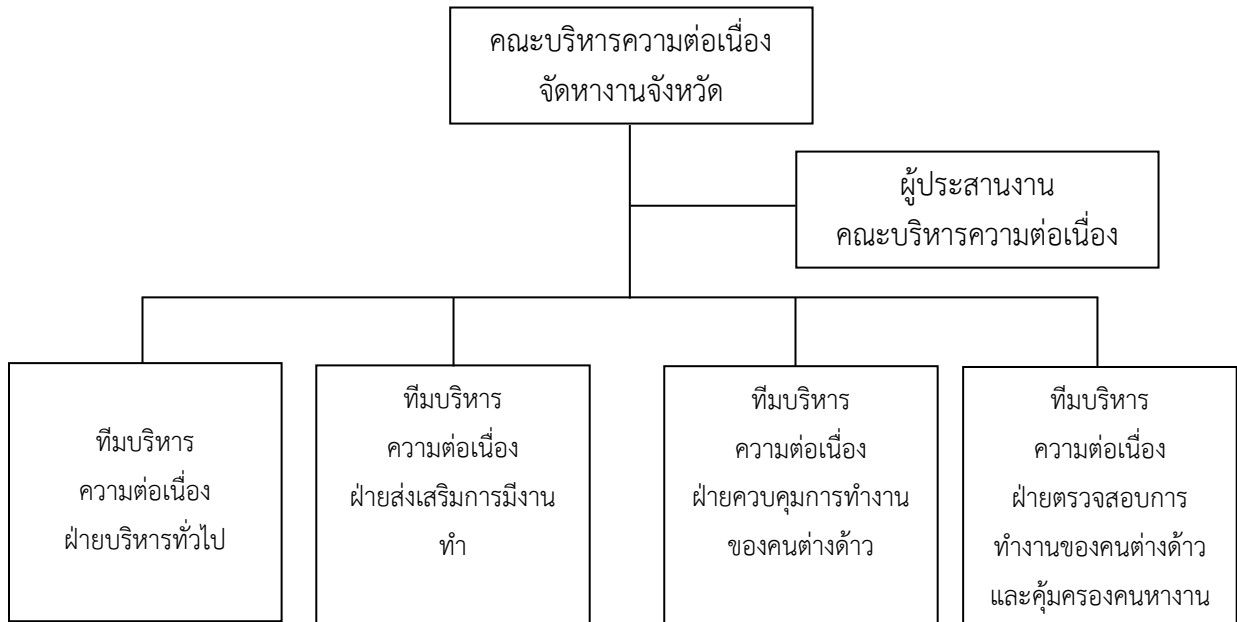 คณะบริหารความต่อเนื่อง
จัดหางานจังหวัด
ผู้ประสานงาน
คณะบริหารความต่อเนื่อง
ทีมบริหาร
ความต่อเนื่อง
ฝ่ายบริหารทั่วไป
ทีมบริหาร
ความต่อเนื่อง
ฝ่ายส่งเสริมการมีงาน
ทำ
ทีมบริหาร
ความต่อเนื่อง
ฝ่ายควบคุมการทำงาน
ของคนต่างด้าว
ทีมบริหาร
ความต่อเนื่อง
ฝ่ายตรวจสอบการ
ทำงานของคนต่างด้าว
และคุ้มครองคนหางาน